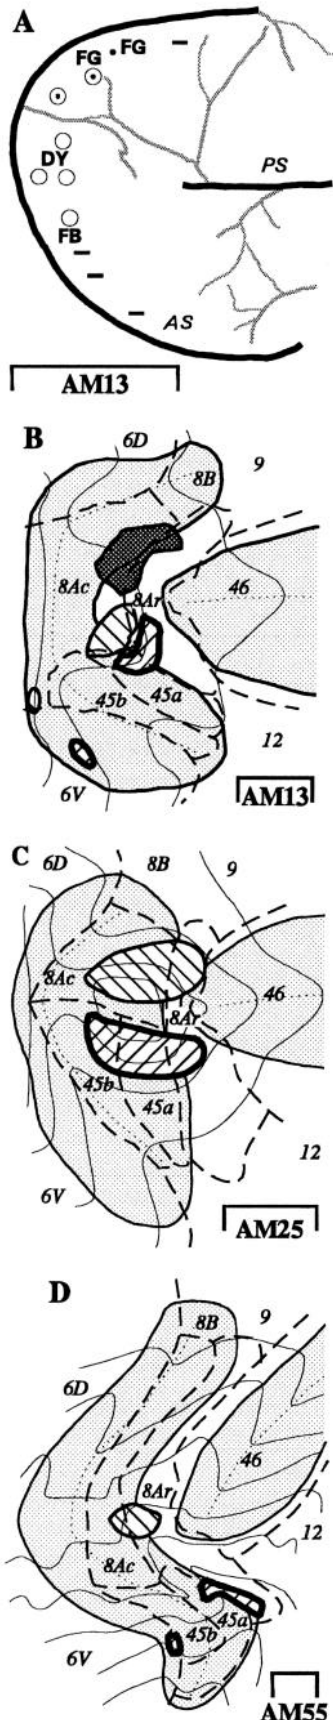 A
FG • FG
DY
PS
FB
AS
AM13
B
6D
9
8B
8Ac
8Ar
46
45b
45a
12
6V
AM13
C
6D
8B
9
8Ac
8Ar
46
45b
45a
12
6V
AM25
D
8B
9
6D
46
8Ar
12
8Ac
45b
45a
6V
AM55